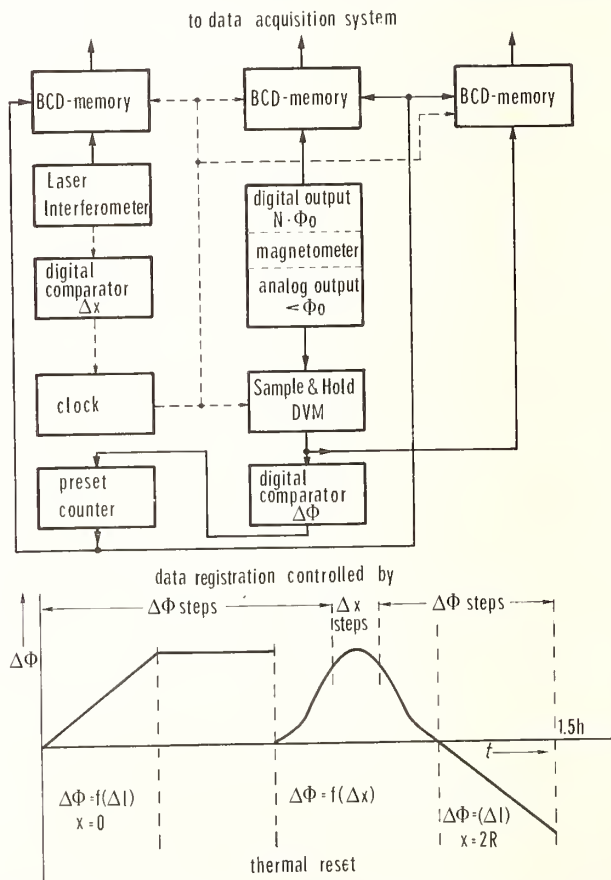 to data acquisition system
BCD-memory
BCD-memory
BCD-memory
Laser
Interferometer
digital output
N·Φ₀
magnetometer
analog output
<Φ₀
digital
comparator
Δx
clock
Sample & Hold
DVM
preset
counter
digital
comparator
ΔΦ
data registration controlled by
ΔΦ steps
Δx
steps
ΔΦ steps
ΔΦ
1.5h
t
ΔΦ=f(Δl)
x=0
ΔΦ=f(Δx)
ΔΦ=(Δl)
x=2R
thermal reset